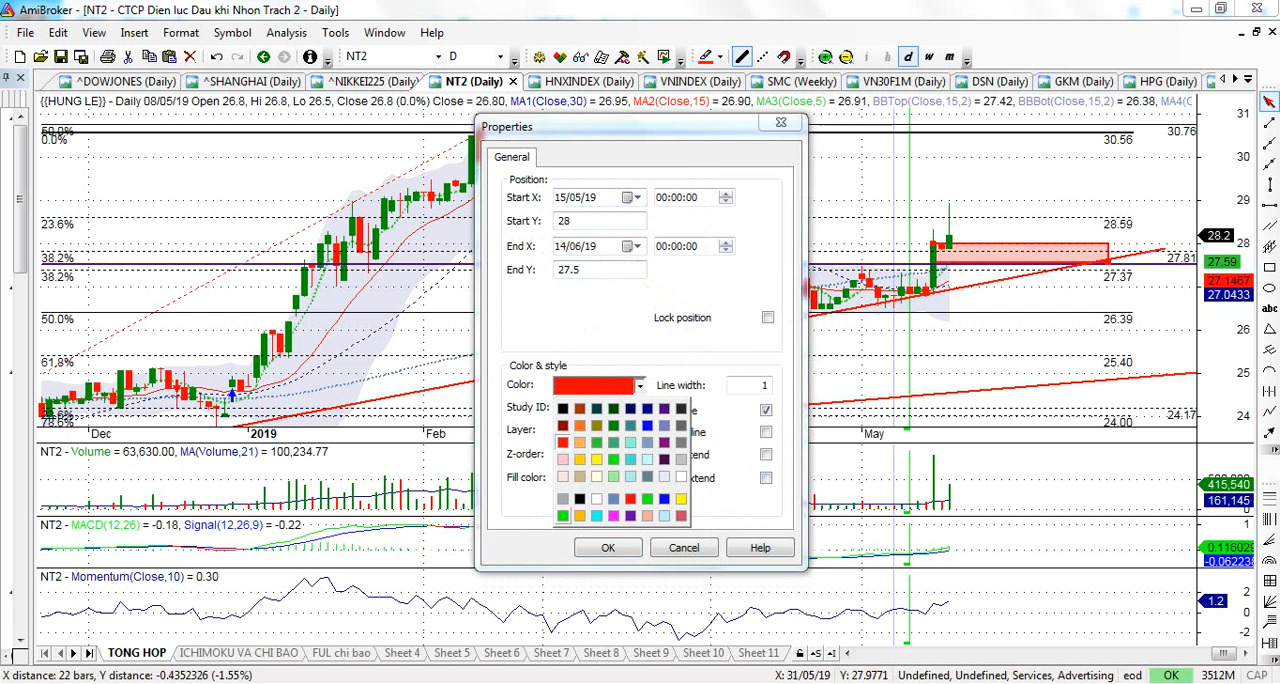 AmiBroker - [NT2 - CTCP Dien luc Dau khi Nhon Trach 2 - Daily]
File Edit View Insert Format Symbol Analysis Tools Window Help
NT2 D i h d w m
^DOWJONES (Daily) ^SHANGHAI (Daily) ^NIKKEI225 (Daily) NT2 (Daily) HNXINDEX (Daily) VNINDEX (Daily) SMC (Weekly) VN30F1M (Daily) DSN (Daily) GKM (Daily) HPG (Daily)
{{HUNG LE}} - Daily 08/05/19 Open 26.8, Hi 26.8, Lo 26.5, Close 26.8 (0.0%) Close = 26.80, MA1(Close,30) = 26.95, MA2(Close,15) = 26.90, MA3(Close,5) = 26.91, BBTop(Close,15,2) = 27.42, BBBot(Close,15,2) = 26.38, MA4(C
Properties
General
Position:
Start X: 15/05/19 00:00:00
Start Y: 28
End X: 14/06/19 00:00:00
End Y: 27.5
Lock position
Color & style
Color: Line width: 1
Study ID:
Layer:
Z-order:
Fill color:
OK Cancel Help
0.0%
23.6%
38.2%
38.2%
50.0%
61.8%
78.6%
30.76
30.56
28.59
27.81
27.37
26.39
25.40
24.17
24.00
31
30
29
28
26
25
24
28.2
27.59
27.1467
27.0433
Dec 2019 Feb May
NT2 - Volume = 63,630.00, MA(Volume,21) = 100,234.77
415,540
161,145
NT2 - MACD(12,26) = -0.18, Signal(12,26,9) = -0.22
1
0.116029
-0.062238
NT2 - Momentum(Close,10) = 0.30
2
1.2
0
-2
TONG HOP ICHIMOKU VA CHI BAO FUL chi bao Sheet 4 Sheet 5 Sheet 6 Sheet 7 Sheet 8 Sheet 9 Sheet 10 Sheet 11
X distance: 22 bars, Y distance: -0.4352326 (-1.55%) X: 31/05/19 Y: 27.9771 Undefined, Undefined, Services, Advertising eod OK 3512M CAP